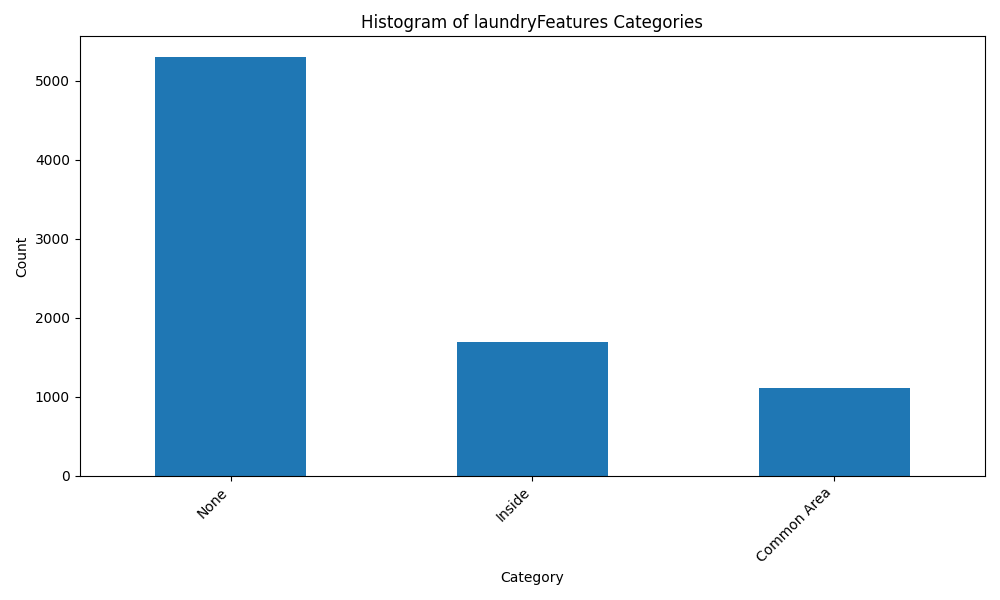 Histogram of laundryFeatures Categories
Count
5000
4000
3000
2000
1000
0
None
Inside
Common Area
Category